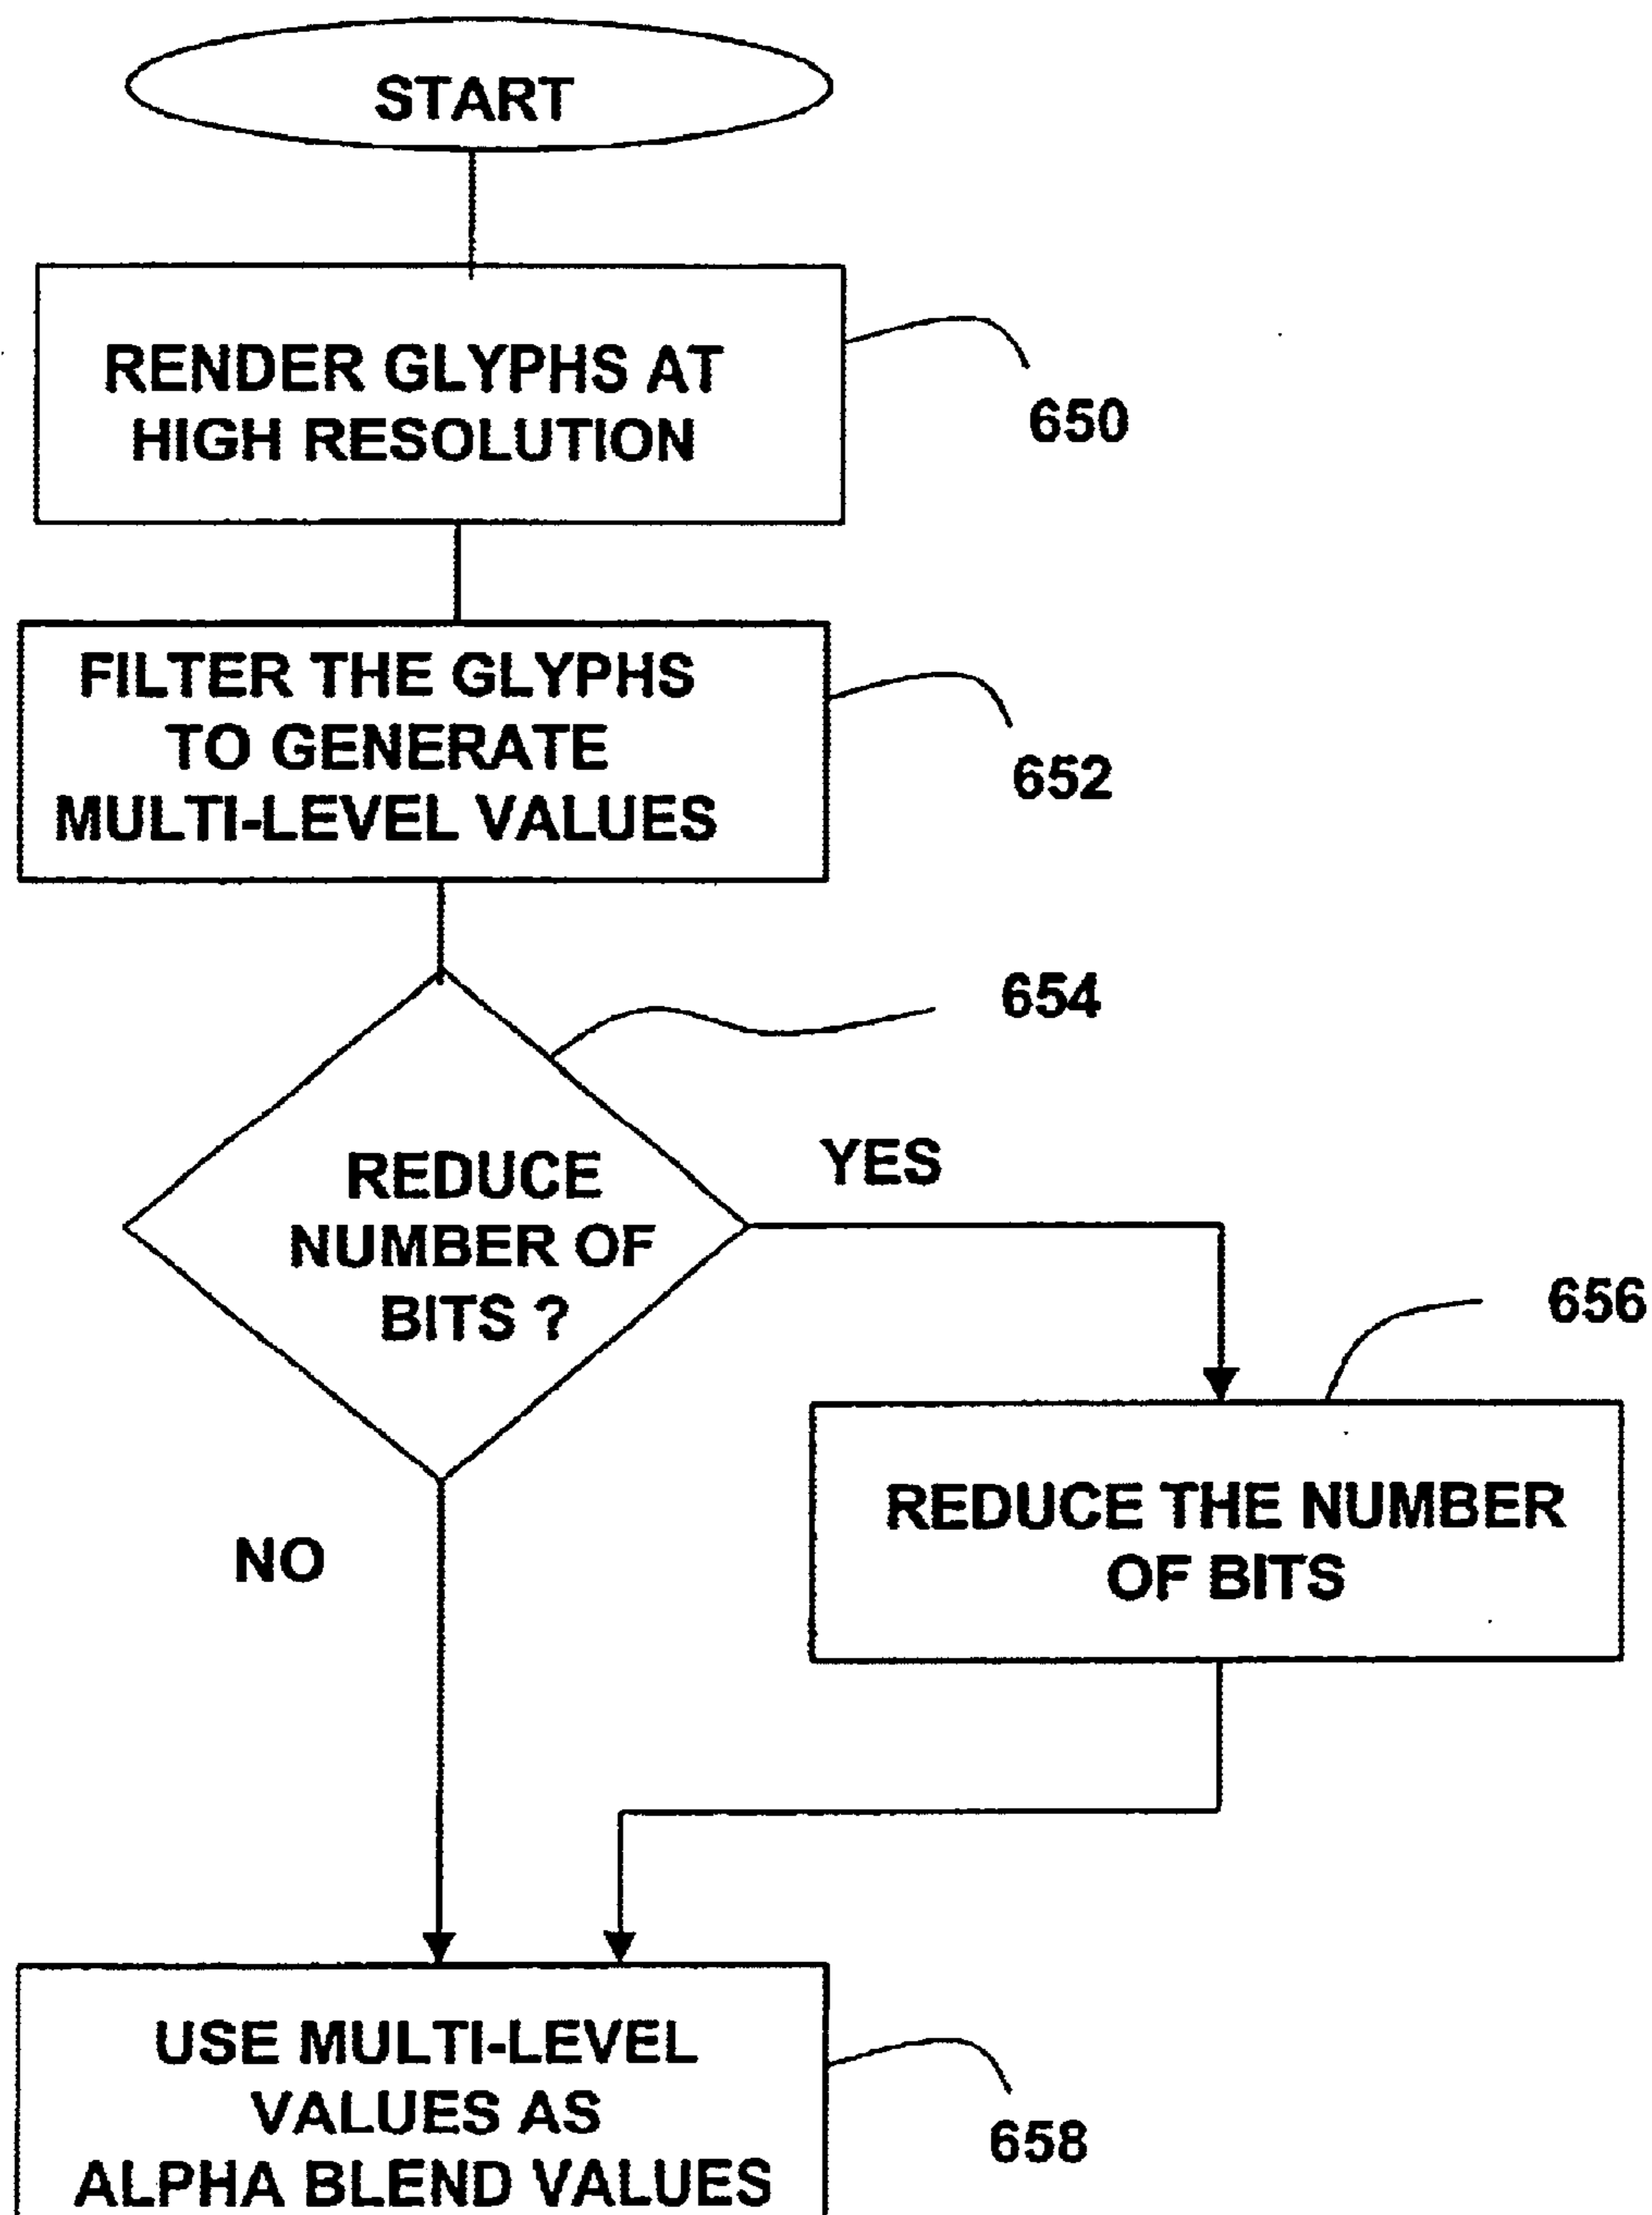 START
RENDER GLYPHS AT
HIGH RESOLUTION
650
FILTER THE GLYPHS
TO GENERATE
MULTI-LEVEL VALUES
652
654
REDUCE
NUMBER OF
BITS ?
YES
656
REDUCE THE NUMBER
OF BITS
NO
USE MULTI-LEVEL
VALUES AS
ALPHA BLEND VALUES
658